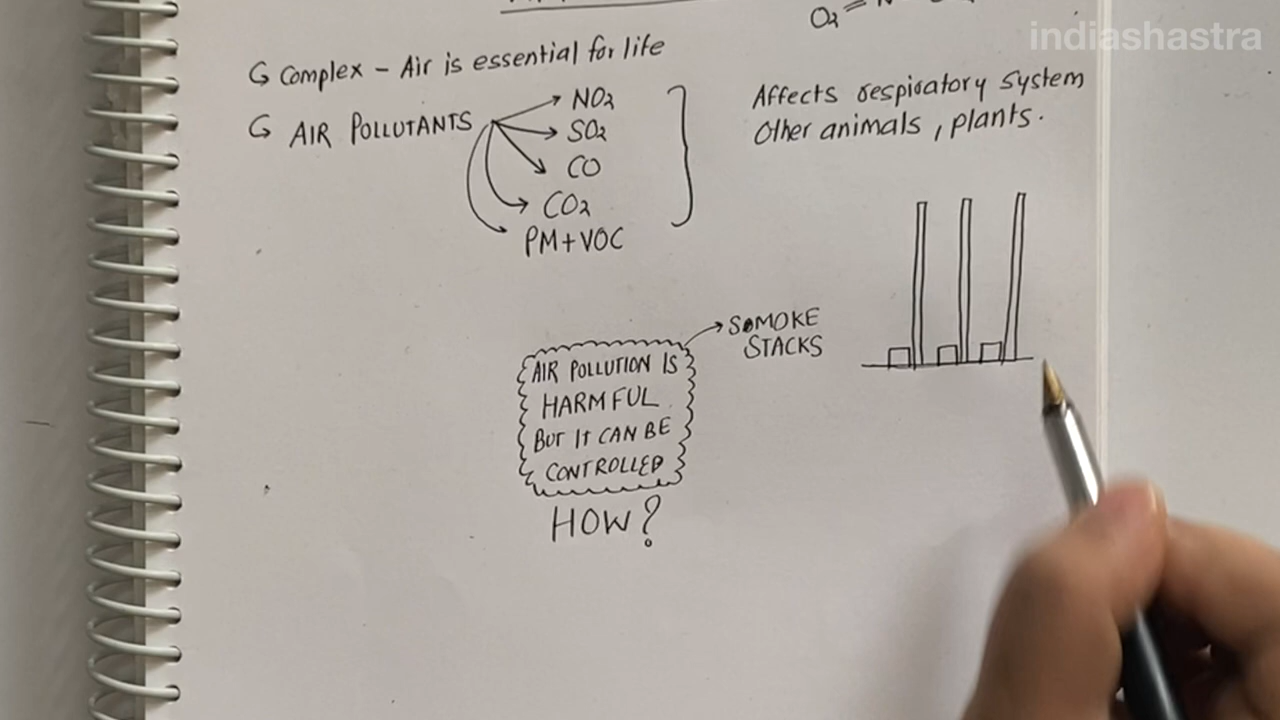 O2
indiashastra
Complex - Air is essential for life
AIR POLLUTANTS
NO2
SO2
CO
CO2
PM+VOC
Affects respiratory system
Other animals, plants.
SMOKE
STACKS
AIR POLLUTION IS
HARMFUL
BUT IT CAN BE
CONTROLLED
HOW?